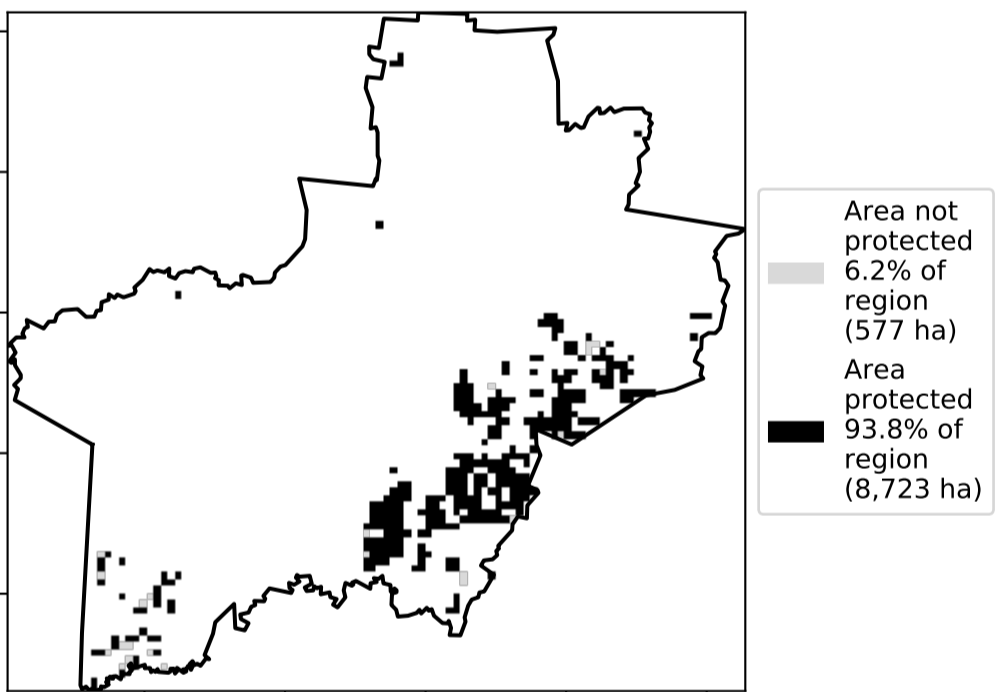 Area not
protected
6.2% of
region
(577 ha)
Area
protected
93.8% of
region
(8,723 ha)